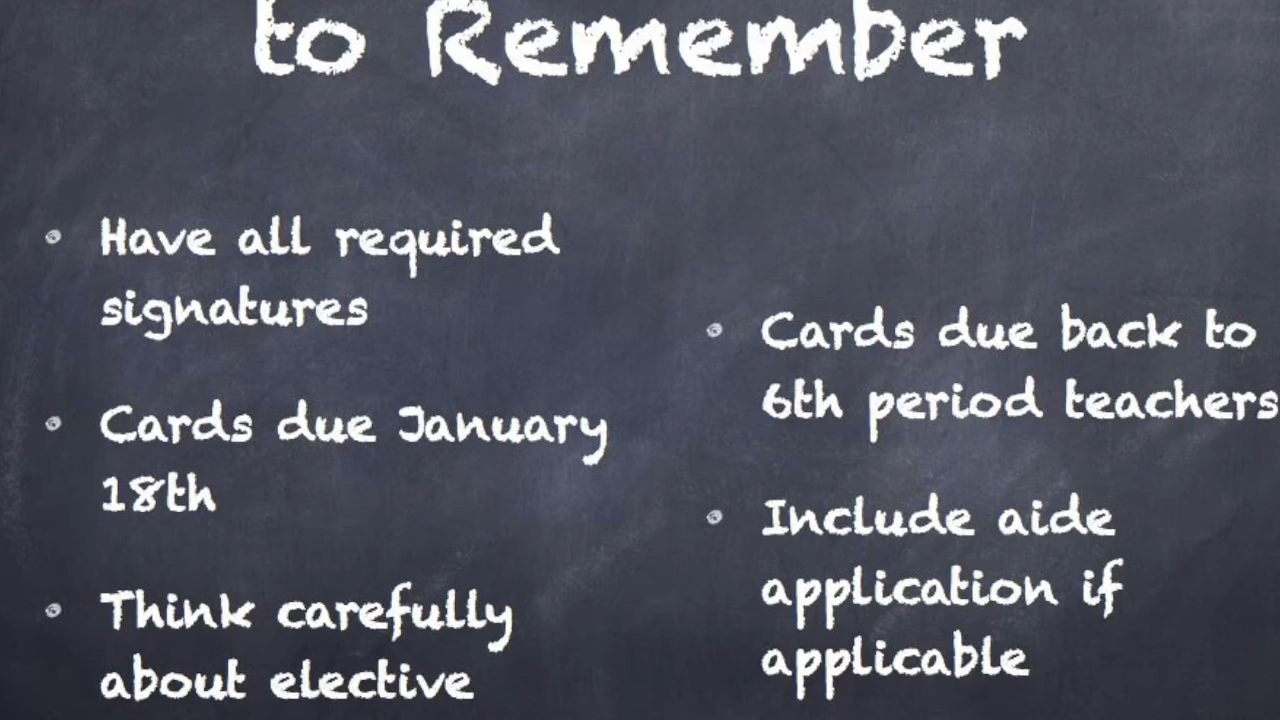 to Remember
Have all required
signatures
Cards due January
18th
Think carefully
about elective
Cards due back to
6th period teachers
Include aide
application if
applicable